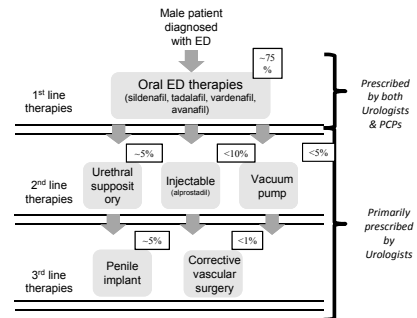 Male patient
diagnosed
with ED
~75
%
Oral ED therapies
(sildenafil, tadalafil, vardenafil,
avanafil)
1st line
therapies
Prescribed
by both
Urologists
& PCPs
~5%
<10%
<5%
Urethral
supposit
ory
Injectable
(alprostadil)
Vacuum
pump
2nd line
therapies
Primarily
prescribed
by
Urologists
~5%
<1%
Penile
implant
Corrective
vascular
surgery
3rd line
therapies